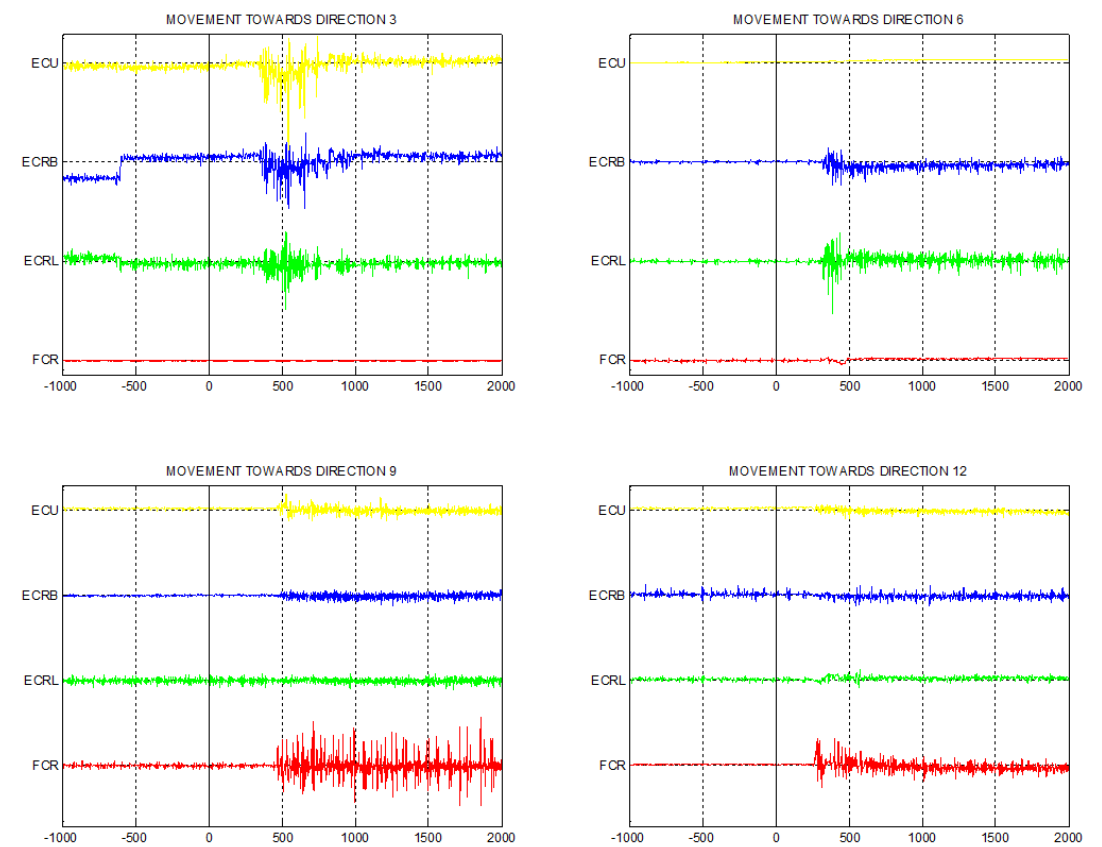 MOVEMENT TOWARDS DIRECTION 3
ECU
ECRB
ECRL
FCR
-1000 -500 0 500 1000 1500 2000
MOVEMENT TOWARDS DIRECTION 6
ECU
ECRB
ECRL
FCR
-1000 -500 0 500 1000 1500 2000
MOVEMENT TOWARDS DIRECTION 9
ECU
ECRB
ECRL
FCR
-1000 -500 0 500 1000 1500 2000
MOVEMENT TOWARDS DIRECTION 12
ECU
ECRB
ECRL
FCR
-1000 -500 0 500 1000 1500 2000